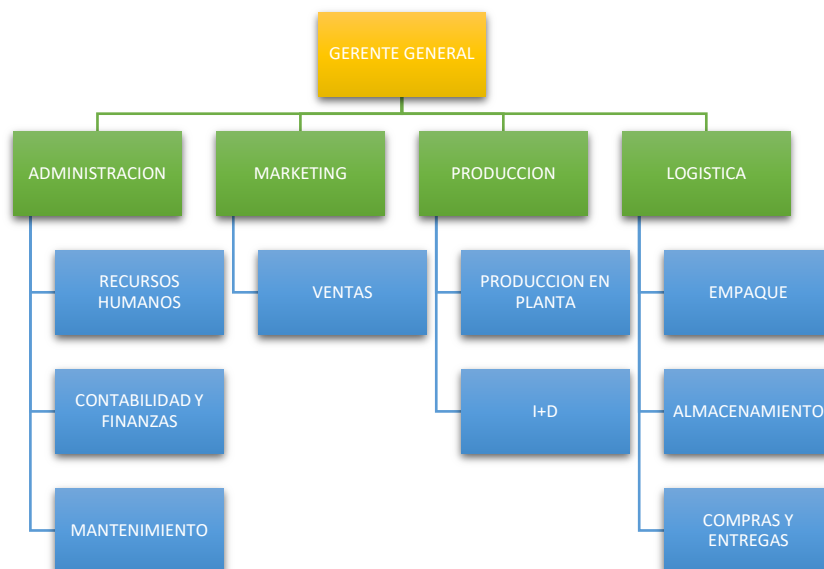 GERENTE GENERAL
ADMINISTRACION
MARKETING
PRODUCCION
LOGISTICA
RECURSOS
HUMANOS
VENTAS
PRODUCCION EN
PLANTA
EMPAQUE
CONTABILIDAD Y
FINANZAS
I+D
ALMACENAMIENTO
MANTENIMIENTO
COMPRAS Y
ENTREGAS